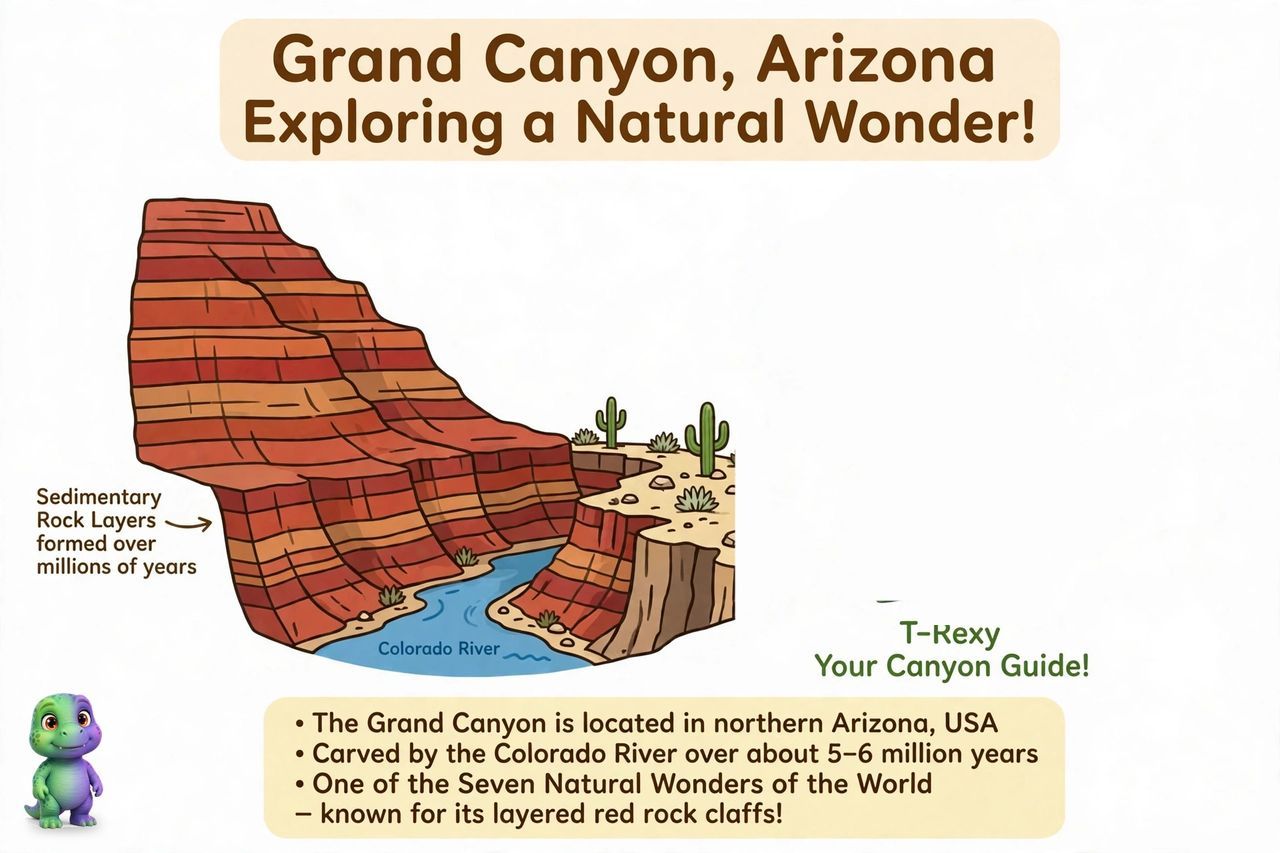 Grand Canyon, Arizona
Exploring a Natural Wonder!
Sedimentary
Rock Layers
formed over
millions of years
Colorado River
T-Rexy
Your Canyon Guide!
• The Grand Canyon is located in northern Arizona, USA
• Carved by the Colorado River over about 5–6 million years
• One of the Seven Natural Wonders of the World
– known for its layered red rock claffs!